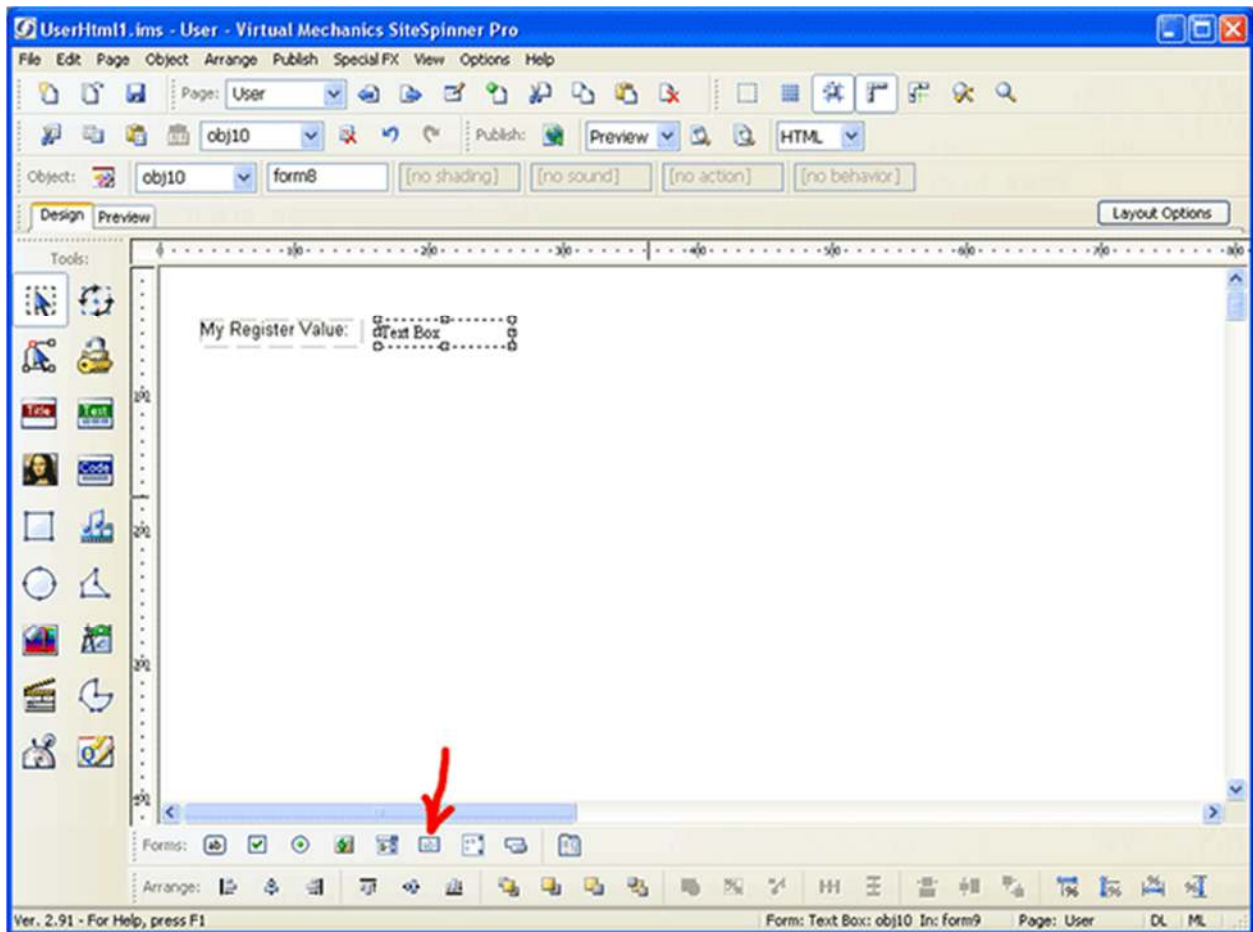 UserHtml1.ims - User - Virtual Mechanics SiteSpinner Pro
File Edit Page Object Arrange Publish Special FX View Options Help
Page: User
obj10 Publish: Preview HTML
Object: obj10 form8 [no shading] [no sound] [no action] [no behavior]
Design Preview Layout Options
Tools:
My Register Value: Text Box
Title Text
Code
Forms:
Arrange:
Ver. 2.91 - For Help, press F1 Form: Text Box: obj10 In: form9 Page: User DL ML